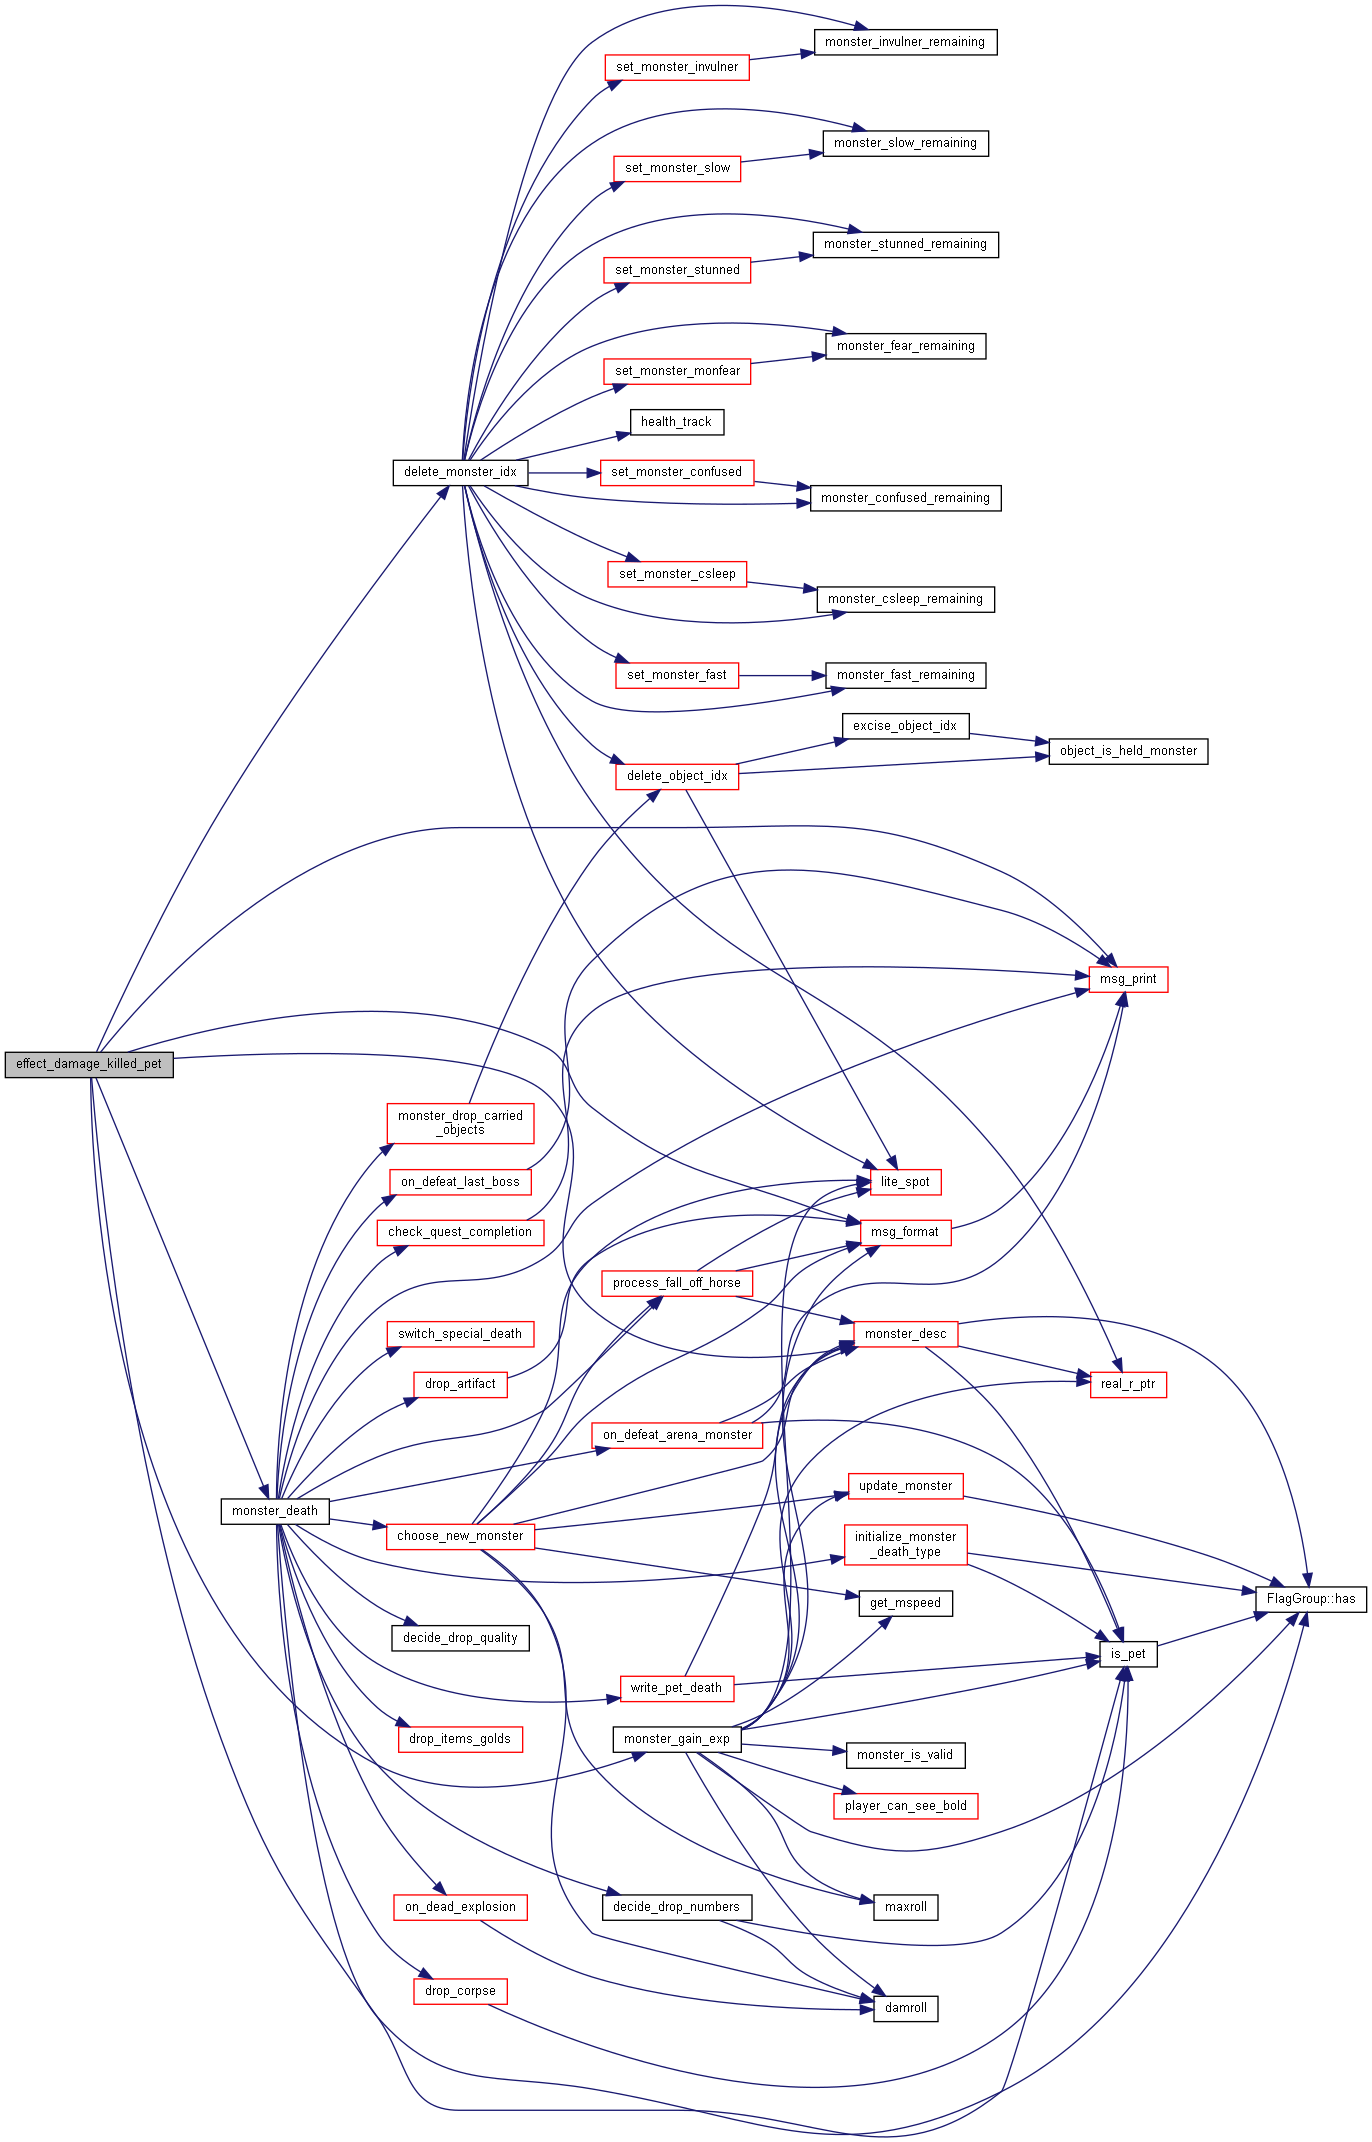 monster_invulner_remaining
set_monster_invulner
monster_slow_remaining
set_monster_slow
monster_stunned_remaining
set_monster_stunned
monster_fear_remaining
set_monster_monfear
health_track
delete_monster_idx
set_monster_confused
monster_confused_remaining
set_monster_csleep
monster_csleep_remaining
set_monster_fast
monster_fast_remaining
excise_object_idx
object_is_held_monster
delete_object_idx
msg_print
effect_damage_killed_pet
monster_drop_carried
_objects
on_defeat_last_boss
lite_spot
check_quest_completion
msg_format
process_fall_off_horse
switch_special_death
monster_desc
drop_artifact
real_r_ptr
on_defeat_arena_monster
update_monster
monster_death
choose_new_monster
initialize_monster
_death_type
get_mspeed
FlagGroup::has
decide_drop_quality
is_pet
write_pet_death
drop_items_golds
monster_gain_exp
monster_is_valid
player_can_see_bold
on_dead_explosion
decide_drop_numbers
maxroll
drop_corpse
damroll